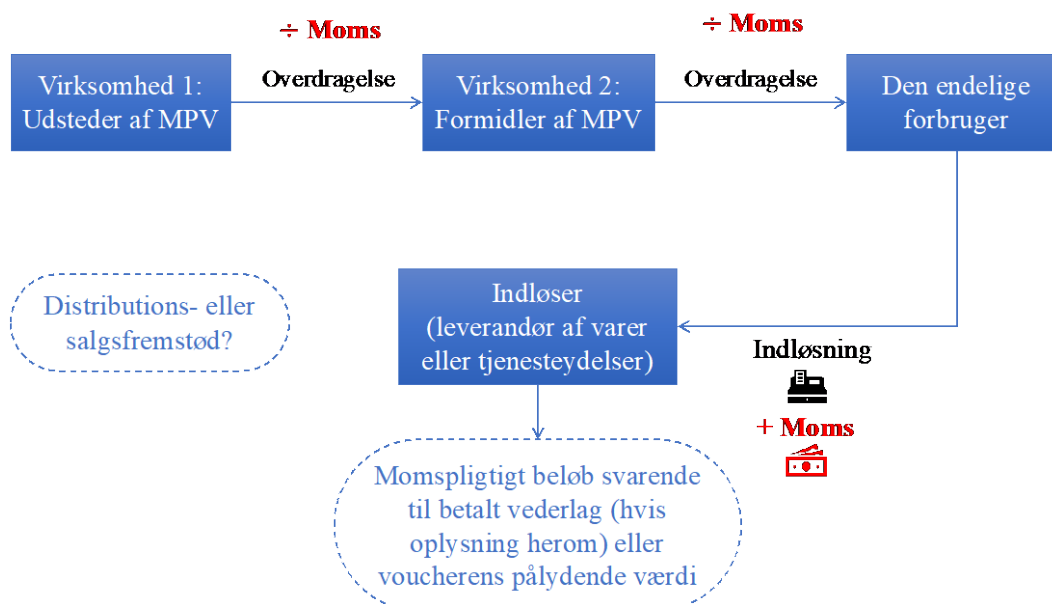 ÷ Moms
÷ Moms
Virksomhed 1:
Udsteder af MPV
Overdragelse
Virksomhed 2:
Formidler af MPV
Overdragelse
Den endelige
forbruger
Distributions- eller
salgsfremstød?
Indløser
(leverandør af varer
eller tjenesteydelser)
Indløsning
+ Moms
Momspligtigt beløb svarende
til betalt vederlag (hvis
oplysning herom) eller
voucherens pålydende værdi